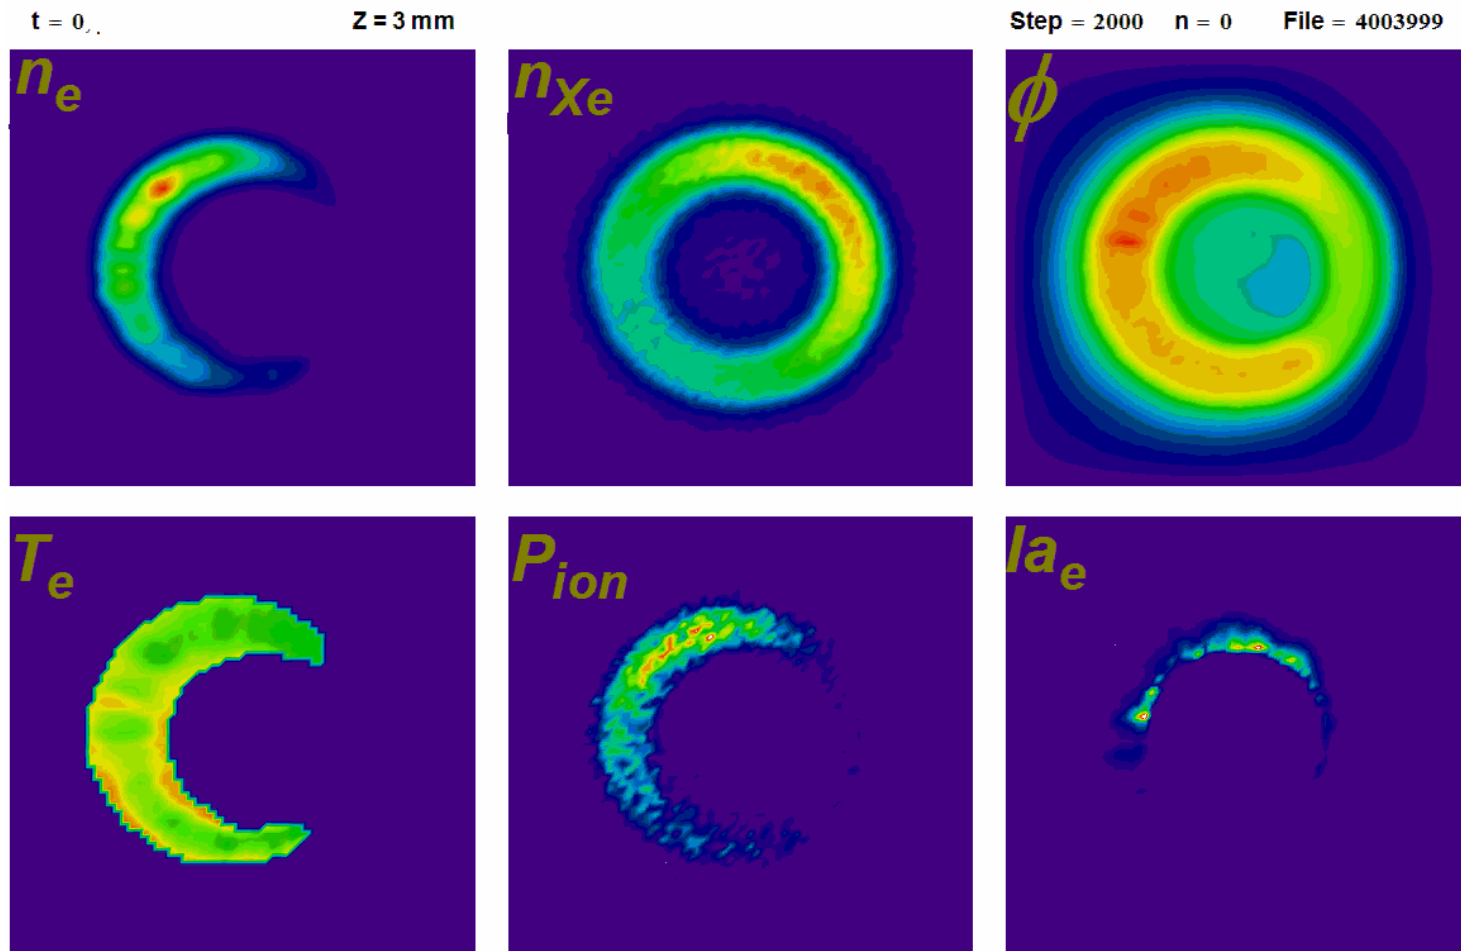 t = 0, . Z = 3 mm Step = 2000 n = 0 File = 4003999
n_e n_Xe ϕ
T_e P_ion Ia_e